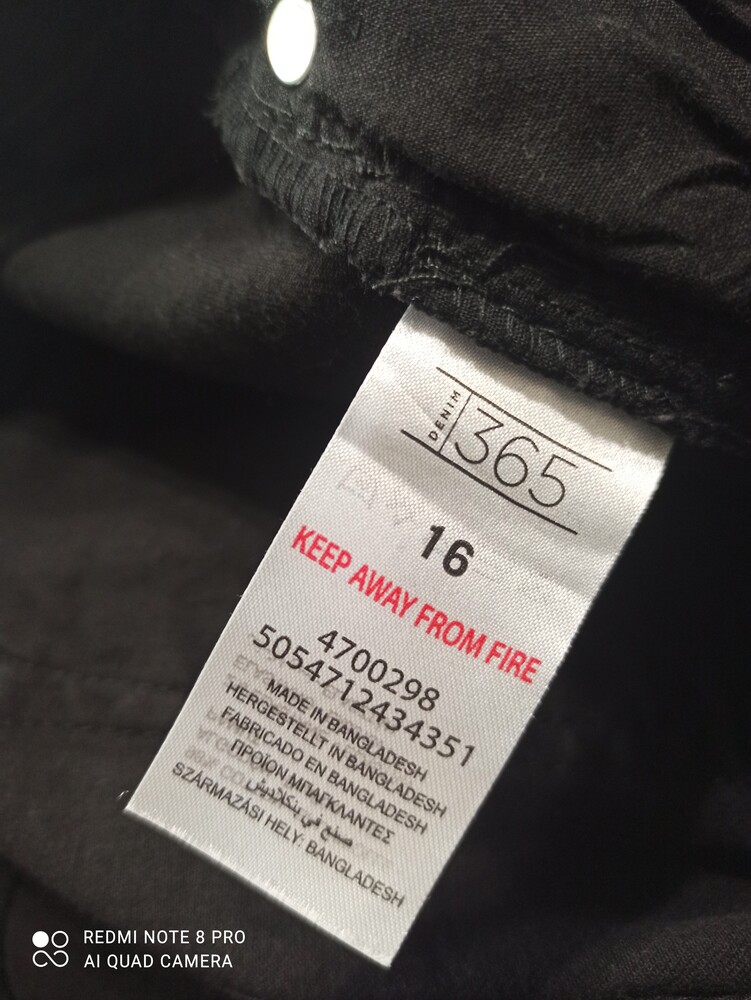 DENIM
365
16
KEEP AWAY FROM FIRE
4700298
5054712434351
MADE IN BANGLADESH
HERGESTELLT IN BANGLADESH
FABRICADO EN BANGLADESH
ΠΡΟΪΟΝ ΜΠΑΓΚΛΑΝΤΕΣ
صنع في بنكلاديش
SZÁRMAZÁSI HELY: BANGLADESH
REDMI NOTE 8 PRO
AI QUAD CAMERA